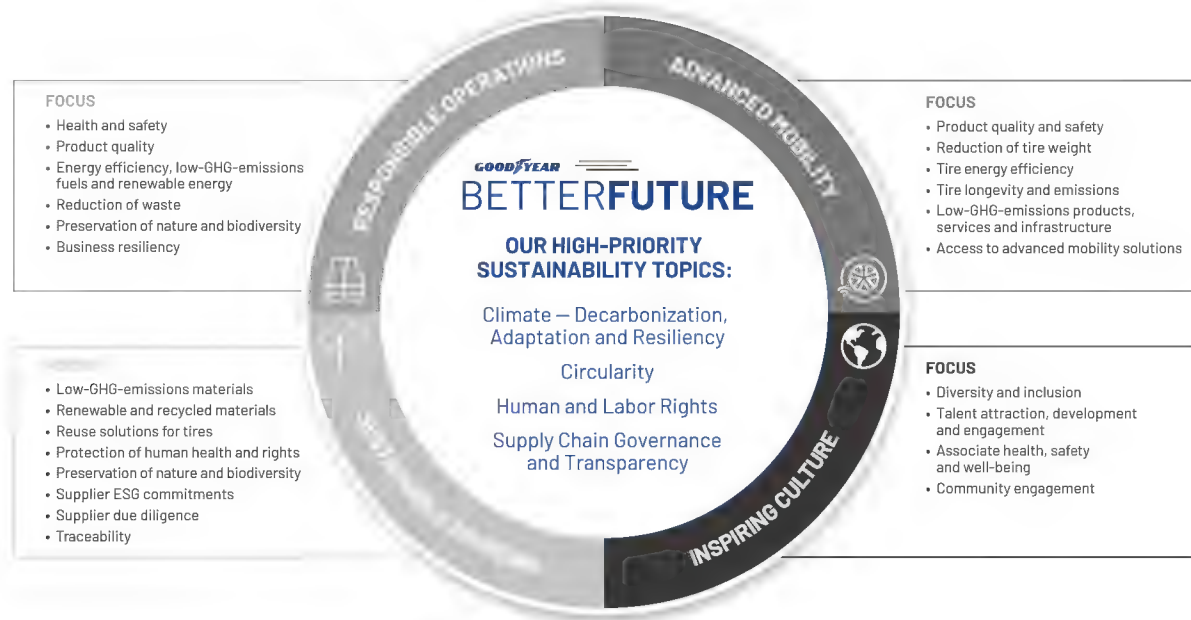 RESPONSIBLE OPERATIONS
ADVANCED MOBILITY
FOCUS
• Health and safety
• Product quality
• Energy efficiency, low-GHG-emissions
fuels and renewable energy
• Reduction of waste
• Preservation of nature and biodiversity
• Business resiliency
GOODYEAR
BETTERFUTURE
OUR HIGH-PRIORITY
SUSTAINABILITY TOPICS:
Climate — Decarbonization,
Adaptation and Resiliency
Circularity
Human and Labor Rights
Supply Chain Governance
and Transparency
FOCUS
• Product quality and safety
• Reduction of tire weight
• Tire energy efficiency
• Tire longevity and emissions
• Low-GHG-emissions products,
services and infrastructure
• Access to advanced mobility solutions
• Low-GHG-emissions materials
• Renewable and recycled materials
• Reuse solutions for tires
• Protection of human health and rights
• Preservation of nature and biodiversity
• Supplier ESG commitments
• Supplier due diligence
• Traceability
FOCUS
• Diversity and inclusion
• Talent attraction, development
and engagement
• Associate health, safety
and well-being
• Community engagement
INSPIRING CULTURE